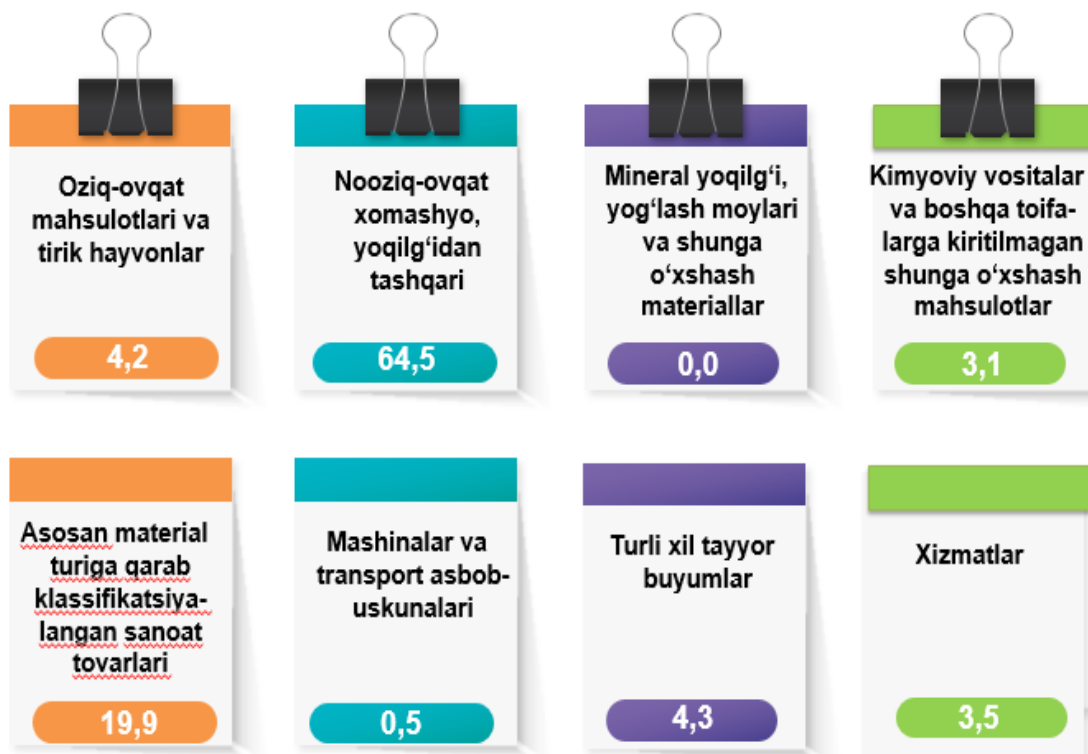 Oziq-ovqat
mahsulotlari va
tirik hayvonlar
4,2
Nooziq-ovqat
xomashyo,
yoqilg‘idan
tashqari
64,5
Mineral yoqilg‘i,
yog‘lash moylari
va shunga
o‘xshash
materiallar
0,0
Kimyoviy vositalar
va boshqa toifa-
larga kiritilmagan
shunga o‘xshash
mahsulotlar
3,1
Asosan material
turiga qarab
klassifikatsiya-
langan sanoat
tovarlari
19,9
Mashinalar va
transport asbob-
uskunalari
0,5
Turli xil tayyor
buyumlar
4,3
Xizmatlar
3,5